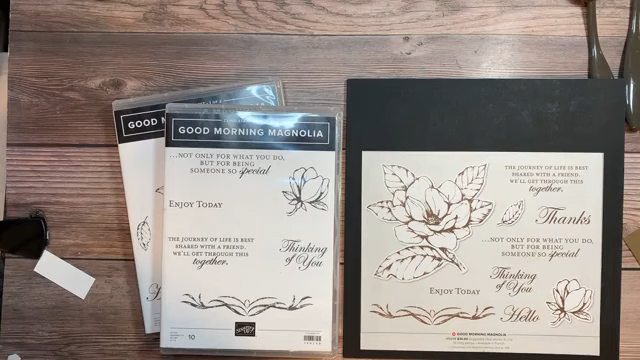 GOOD M
GOOD MORNING MAGNOLIA
...NOT ONLY FOR WHAT YOU DO,
BUT FOR BEING
SOMEONE SO special
ENJOY TODAY
THE JOURNEY OF LIFE IS BEST
SHARED WITH A FRIEND.
WE'LL GET THROUGH THIS
together.
Thinking
of You
10
H
THE JOURNEY OF LIFE IS BEST
SHARED WITH A FRIEND.
WE'LL GET THROUGH THIS
together.
Thanks
...NOT ONLY FOR WHAT YOU DO,
BUT FOR BEING
SOMEONE SO special
Thinking
of You
ENJOY TODAY
Hello
GOOD MORNING MAGNOLIA